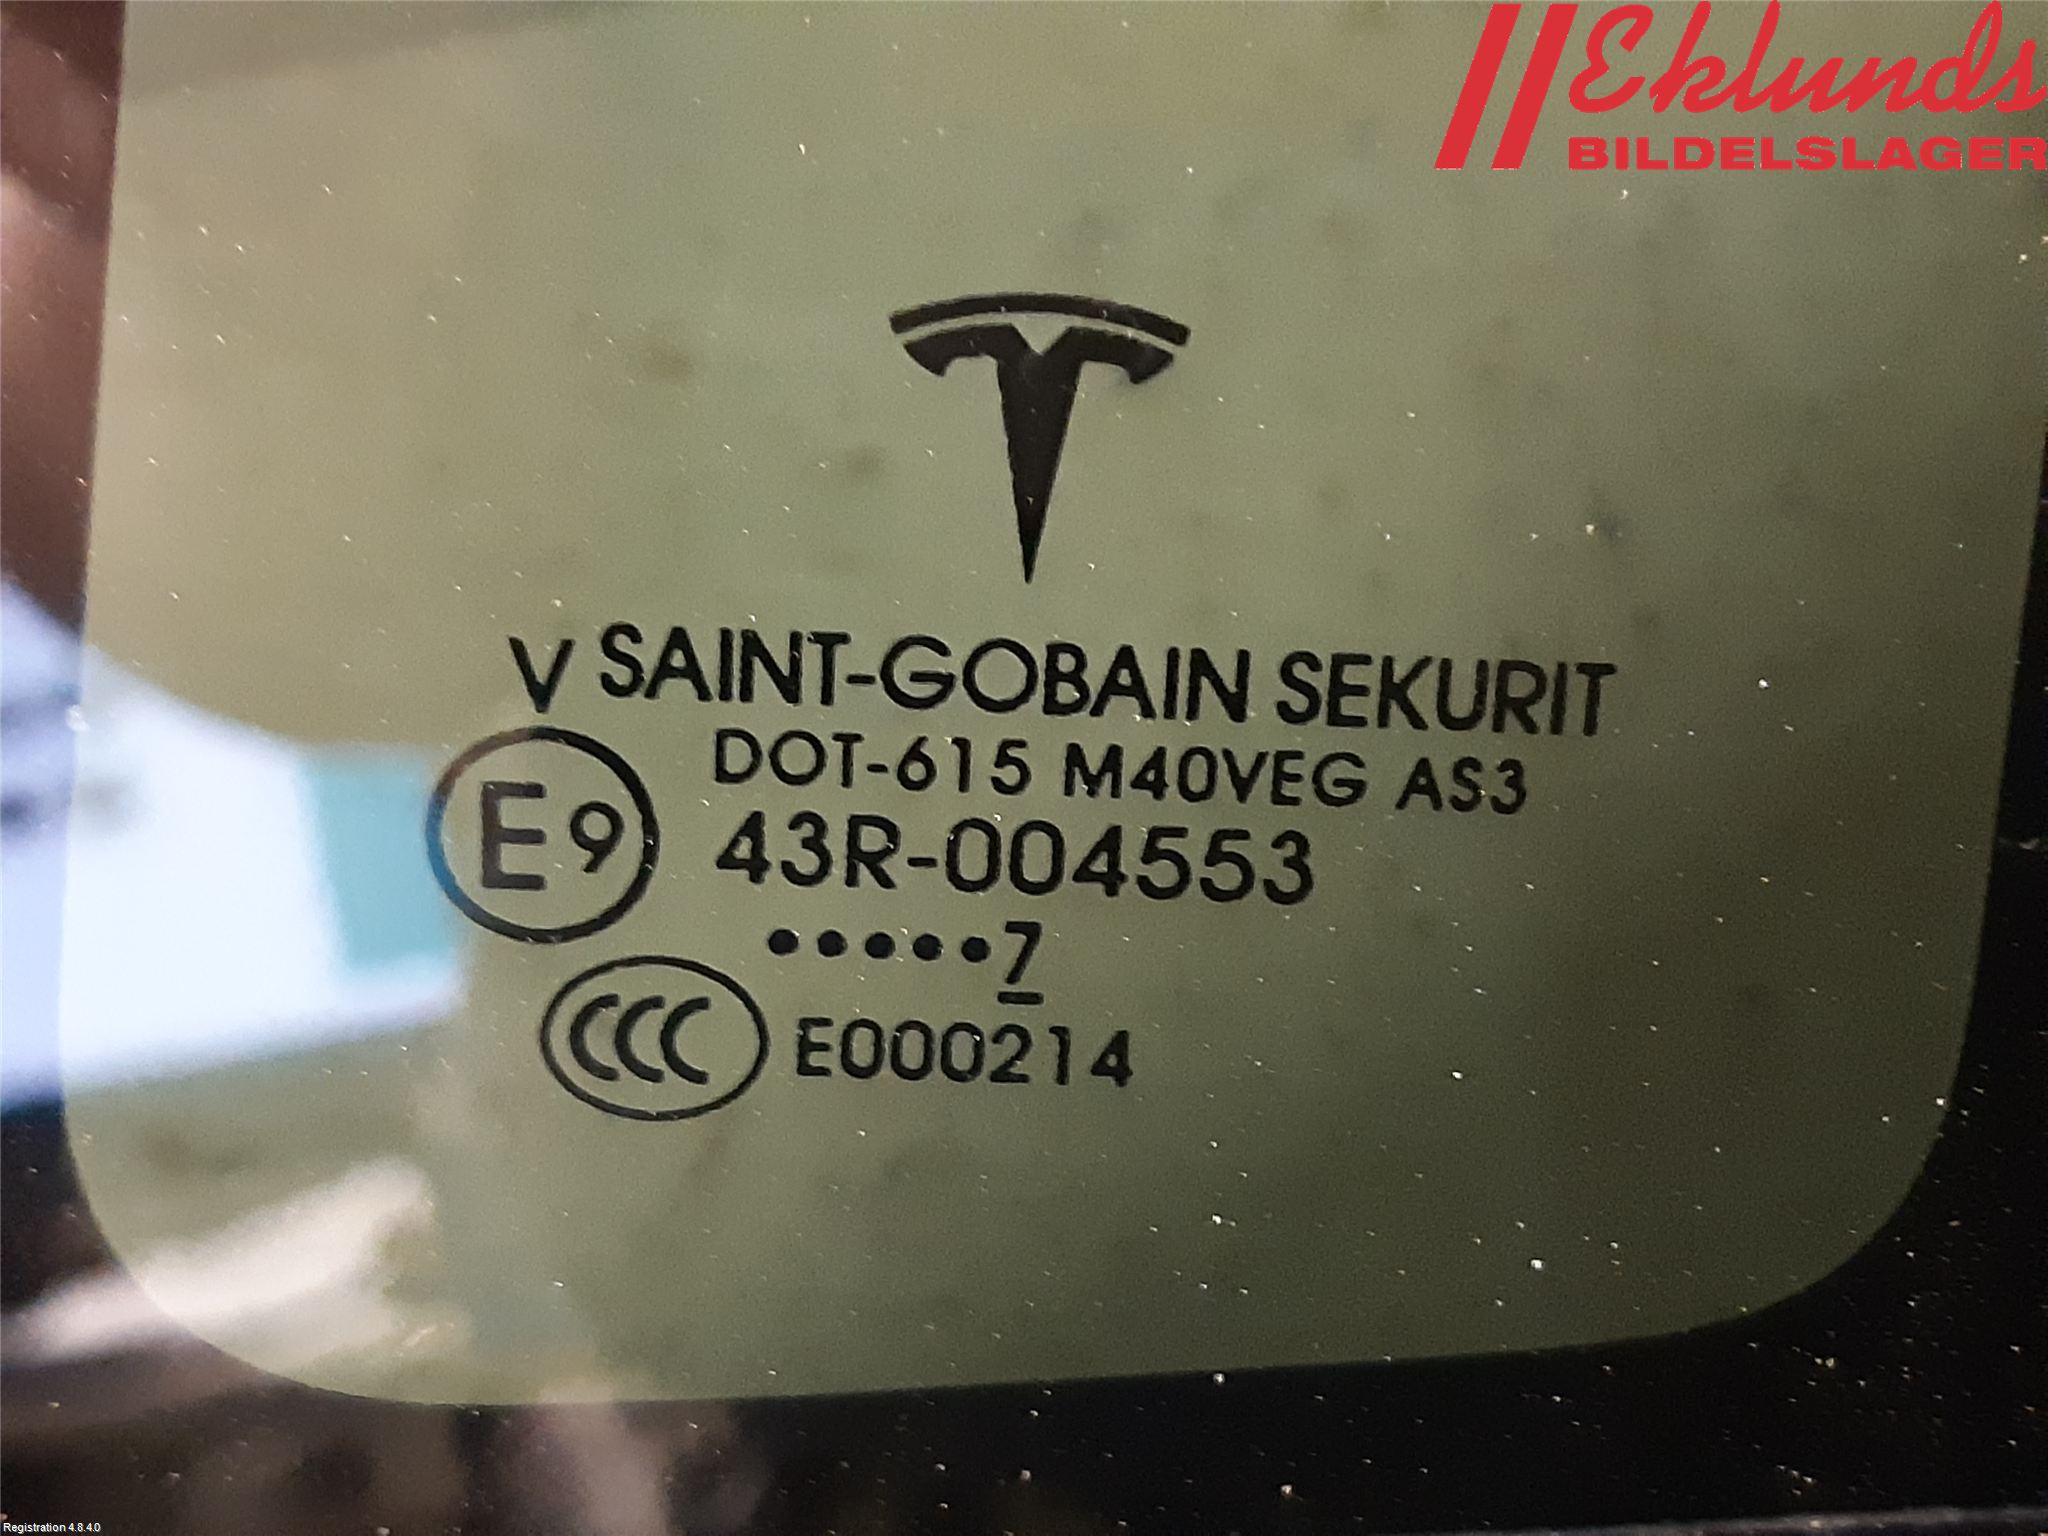 Eklunds
BILDELSLAGER
V SAINT-GOBAIN SEKURIT
DOT-615 M40VEG AS3
E9 43R-004553
•••••7
CCC E000214
Registration 4.8.4.0